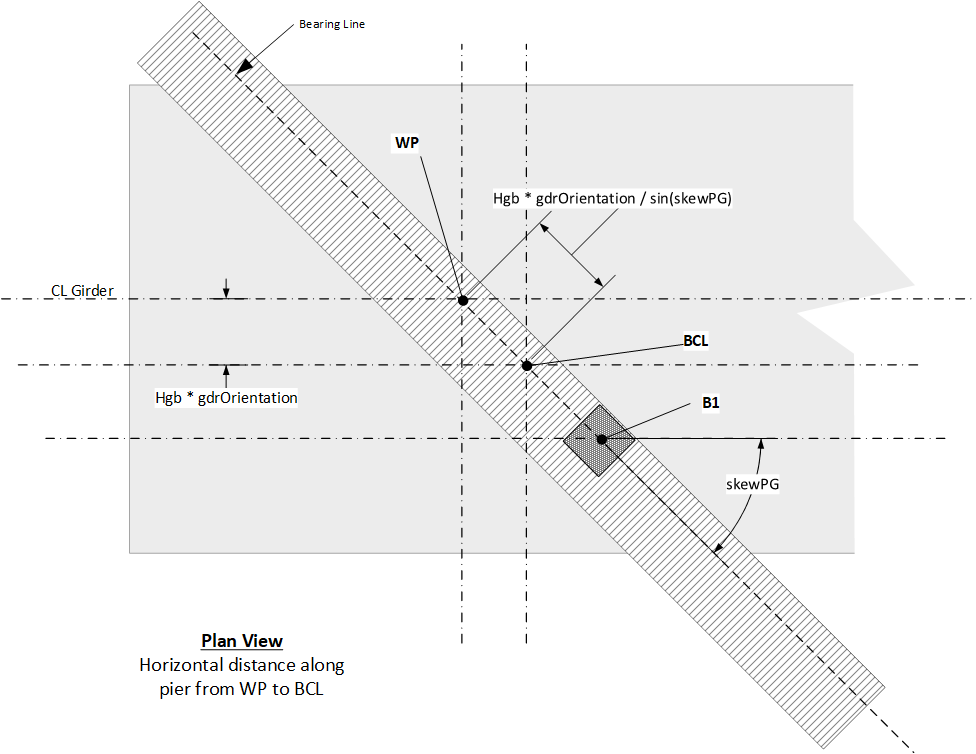 Bearing Line
WP
Hgb * gdrOrientation / sin(skewPG)
CL Girder
BCL
Hgb * gdrOrientation
B1
skewPG
Plan View
Horizontal distance along
pier from WP to BCL